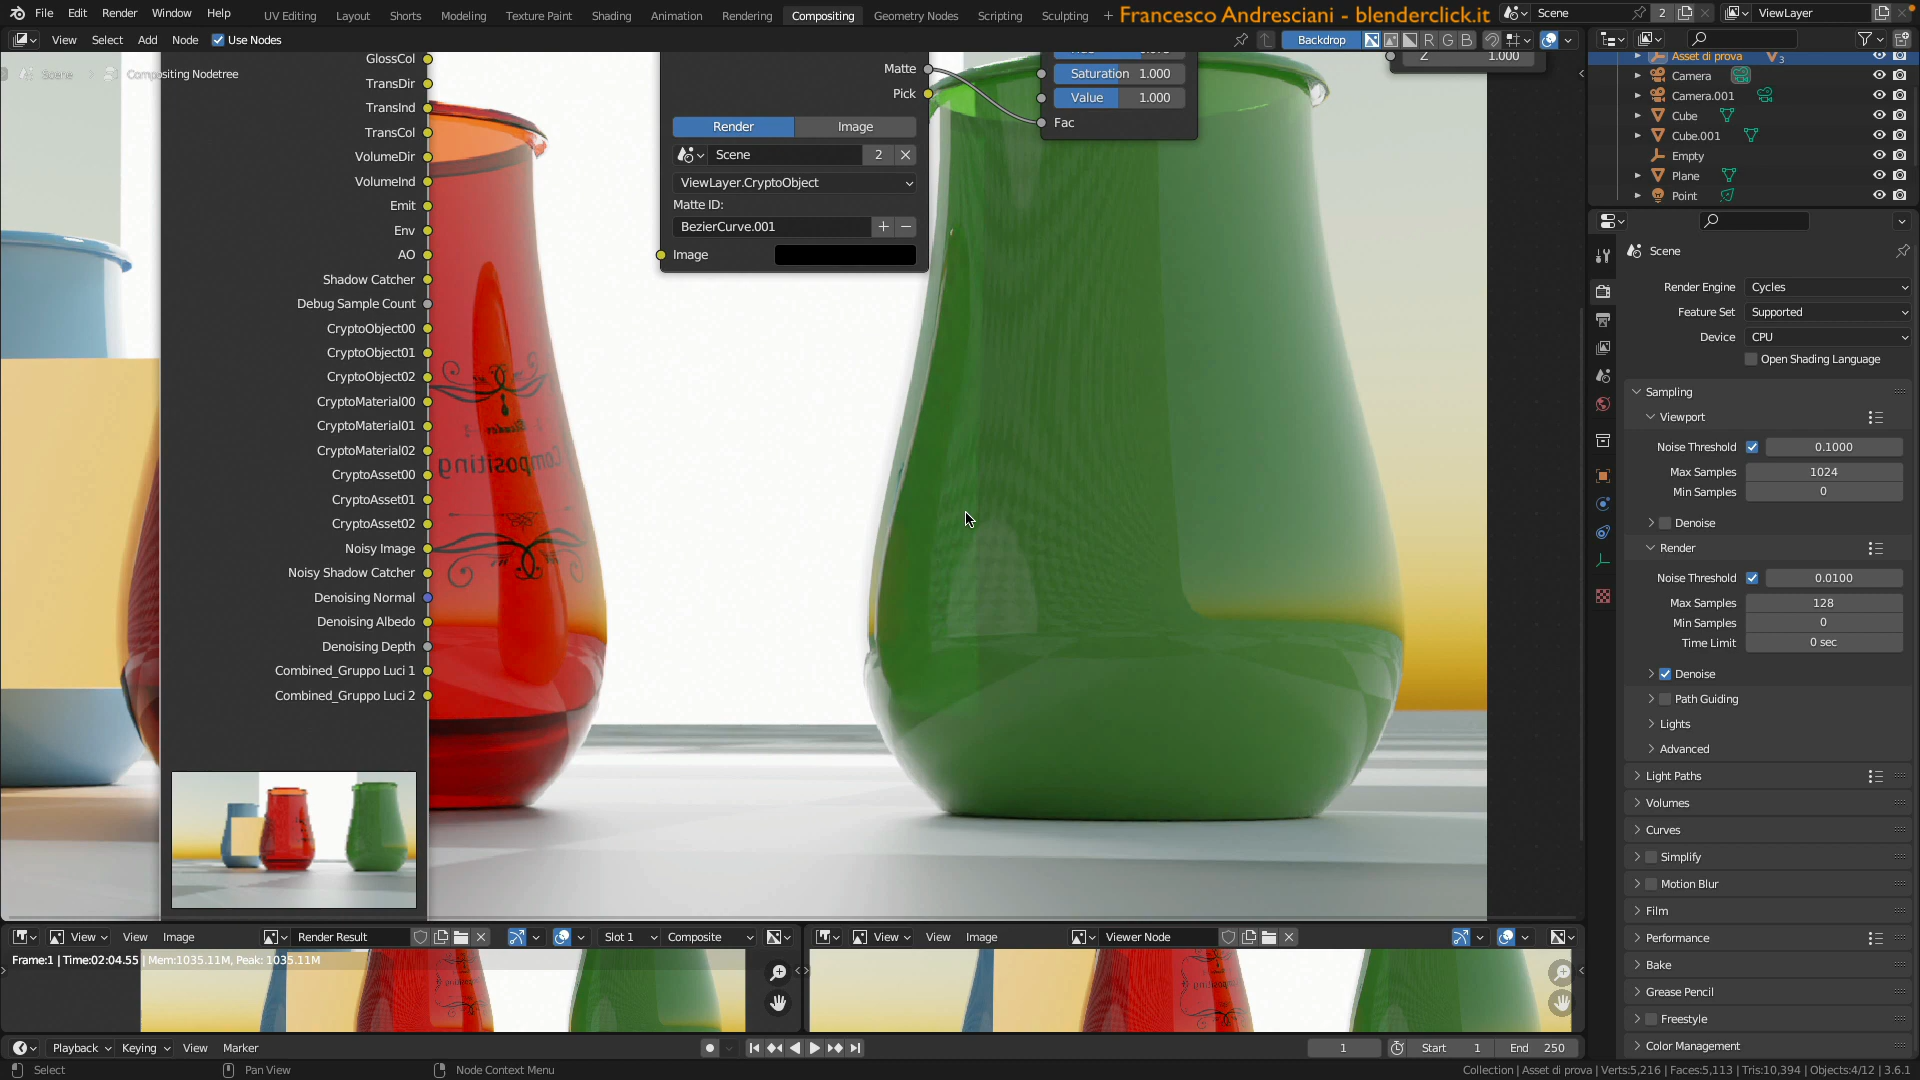 File Edit Render Window Help UV Editing Layout Shorts Modeling Texture Paint Shading Animation Rendering Compositing Geometry Nodes Scripting Sculpting + Francesco Andresciani - blenderclick.it Scene 2 ViewLayer
View Select Add Node Use Nodes Backdrop R G B
Scene Compositing Nodetree
GlossCol
TransDir
TransInd
TransCol
VolumeDir
VolumeInd
Emit
Env
AO
Shadow Catcher
Debug Sample Count
CryptoObject00
CryptoObject01
CryptoObject02
CryptoMaterial00
CryptoMaterial01
CryptoMaterial02
CryptoAsset00
CryptoAsset01
CryptoAsset02
Noisy Image
Noisy Shadow Catcher
Denoising Normal
Denoising Albedo
Denoising Depth
Combined_Gruppo Luci 1
Combined_Gruppo Luci 2
Compositing
Matte
Pick
Render Image
Scene 2
ViewLayer.CryptoObject
Matte ID:
BezierCurve.001
Image
Saturation 1.000
Value 1.000
Fac
Z 1.000
Asset di prova 3
Camera
Camera.001
Cube
Cube.001
Empty
Plane
Point
Scene
Render Engine Cycles
Feature Set Supported
Device CPU
Open Shading Language
Sampling
Viewport
Noise Threshold 0.1000
Max Samples 1024
Min Samples 0
Denoise
Render
Noise Threshold 0.0100
Max Samples 128
Min Samples 0
Time Limit 0 sec
Denoise
Path Guiding
Lights
Advanced
Light Paths
Volumes
Curves
Simplify
Motion Blur
Film
Performance
Bake
Grease Pencil
Freestyle
Color Management
View View Image Render Result Slot 1 Composite
Frame:1 | Time:02:04.55 | Mem:1035.11M, Peak: 1035.11M
View View Image Viewer Node
Playback Keying View Marker 1 Start 1 End 250
Select Pan View Node Context Menu Collection | Asset di prova | Verts:5,216 | Faces:5,113 | Tris:10,394 | Objects:4/12 | 3.6.1